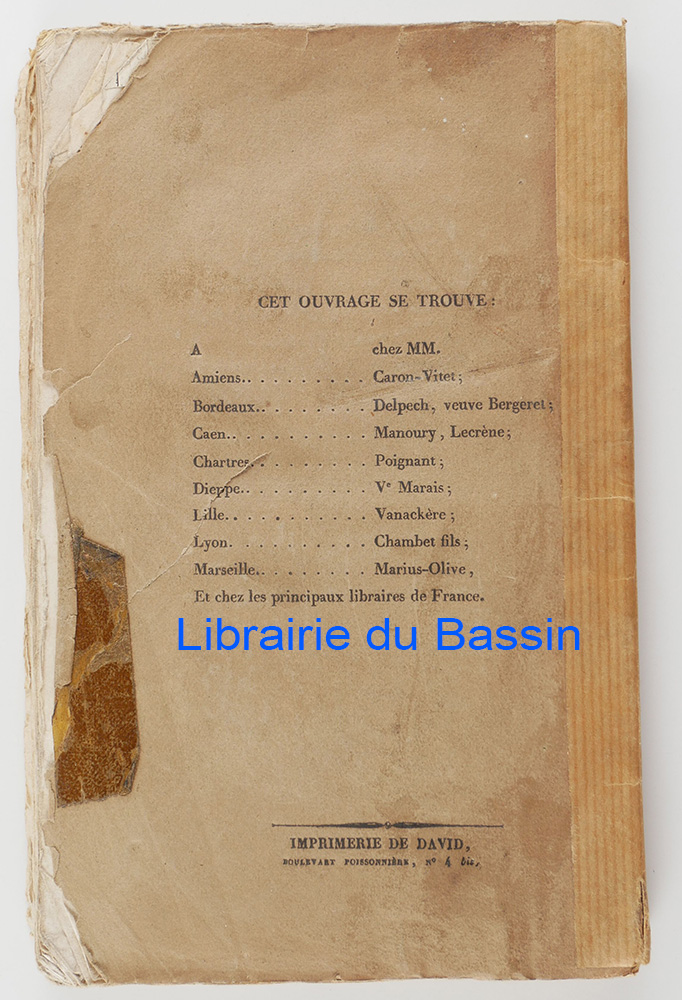 CET OUVRAGE SE TROUVE :
A chez MM.
Amiens.. . . . . . . . . . Caron-Vitet ;
Bordeaux.. . . . . . . . . Delpech, veuve Bergeret ;
Caen.. . . . . . . . . . . Manoury, Lecrène ;
Chartres. . . . . . . . . Poignant ;
Dieppe.. . . . . . . . . . Ve Marais ;
Lille. . . . . . . . . . . Vanackère ;
Lyon. . . . . . . . . . . Chambet fils ;
Marseille.. . . . . . . . Marius-Olive,
Et chez les principaux libraires de France.
Librairie du Bassin
IMPRIMERIE DE DAVID,
BOULEVART POISSONNIÈRE, No 4 bis.